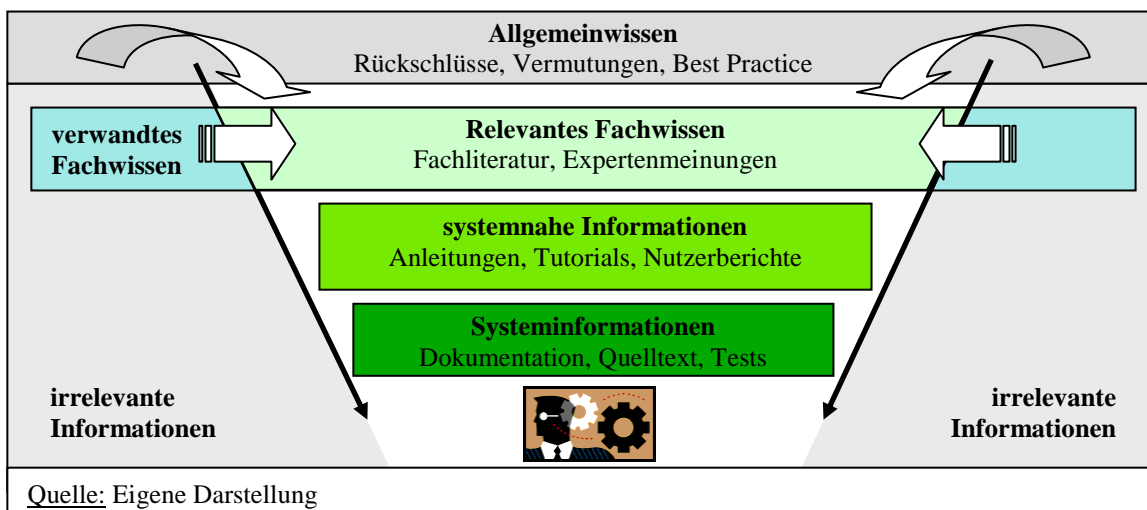 Allgemeinwissen
Rückschlüsse, Vermutungen, Best Practice
verwandtes
Fachwissen
Relevantes Fachwissen
Fachliteratur, Expertenmeinungen
systemnahe Informationen
Anleitungen, Tutorials, Nutzerberichte
Systeminformationen
Dokumentation, Quelltext, Tests
irrelevante
Informationen
irrelevante
Informationen
Quelle: Eigene Darstellung